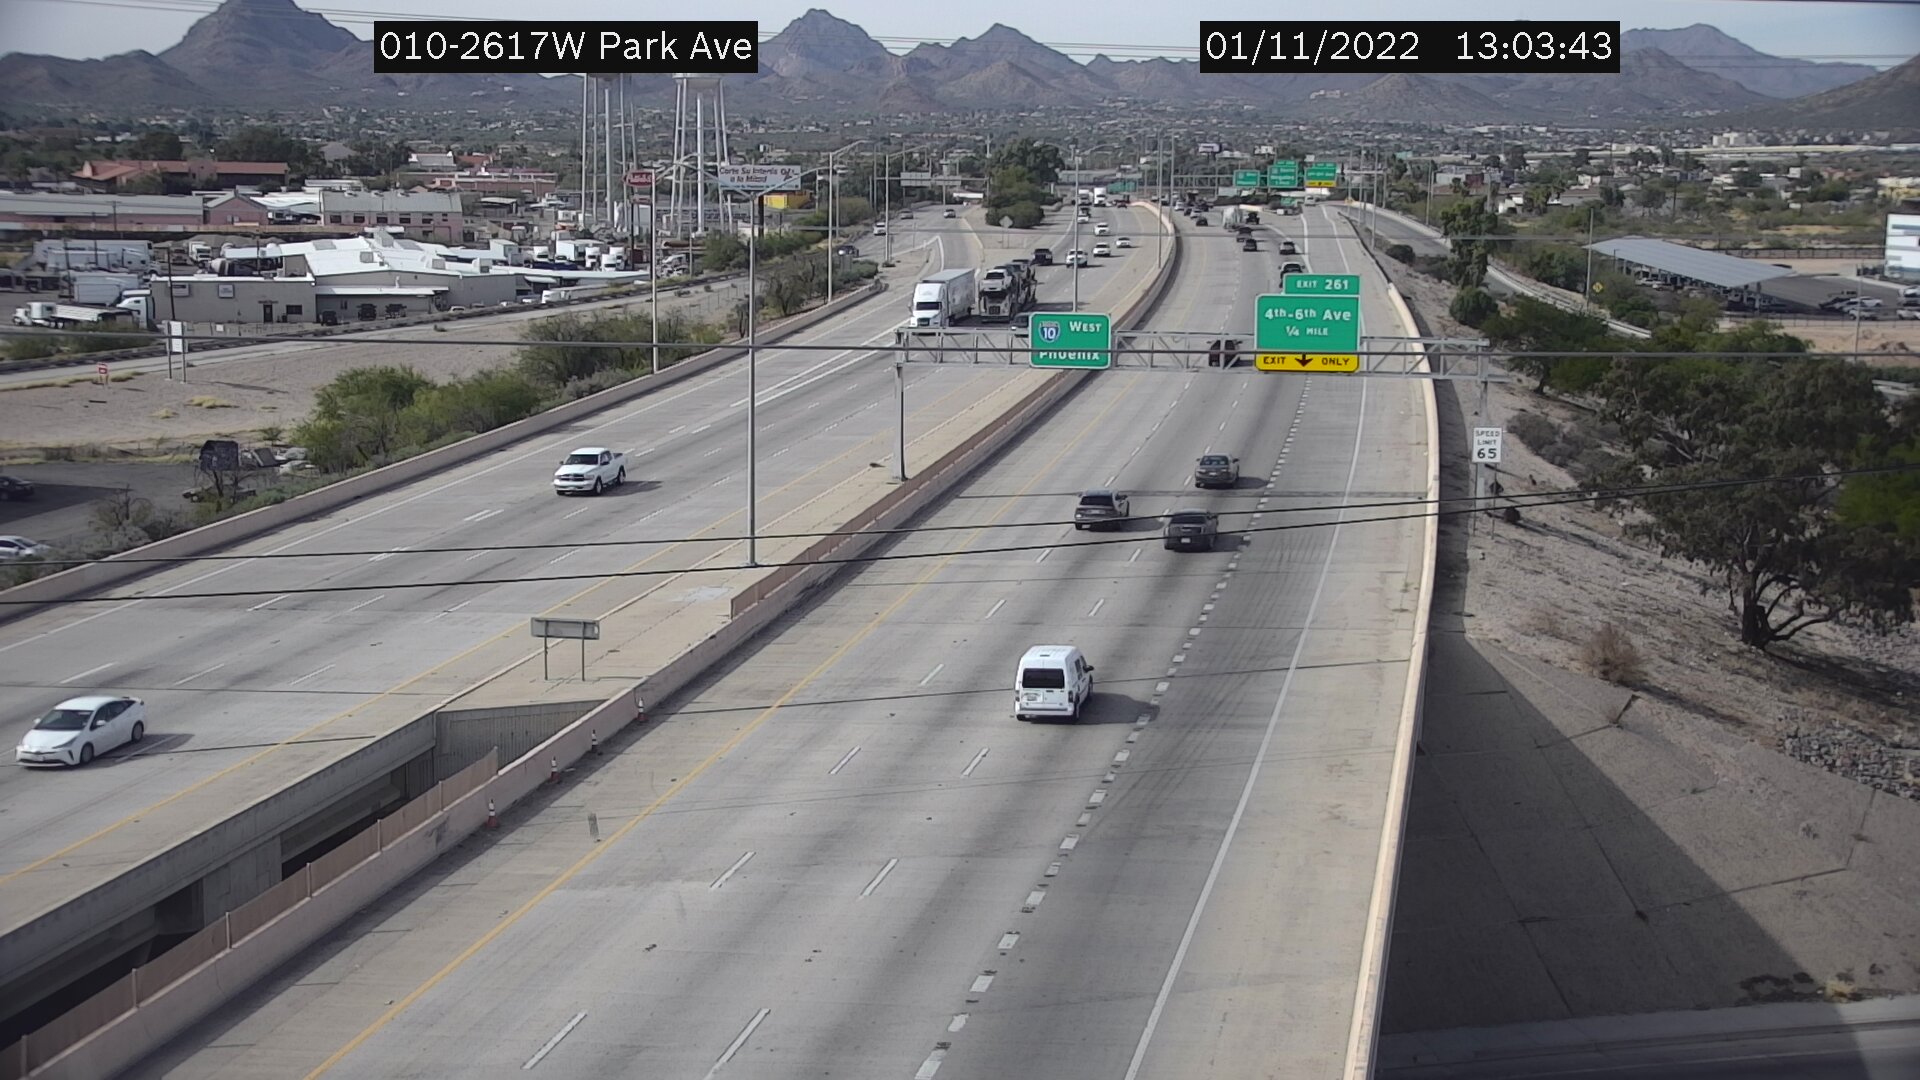 010-2617W Park Ave
01/11/2022 13:03:43
EXIT 261
4th-6th Ave
¼ MILE
EXIT ONLY
10
WEST
Phoenix
SPEED
LIMIT
65